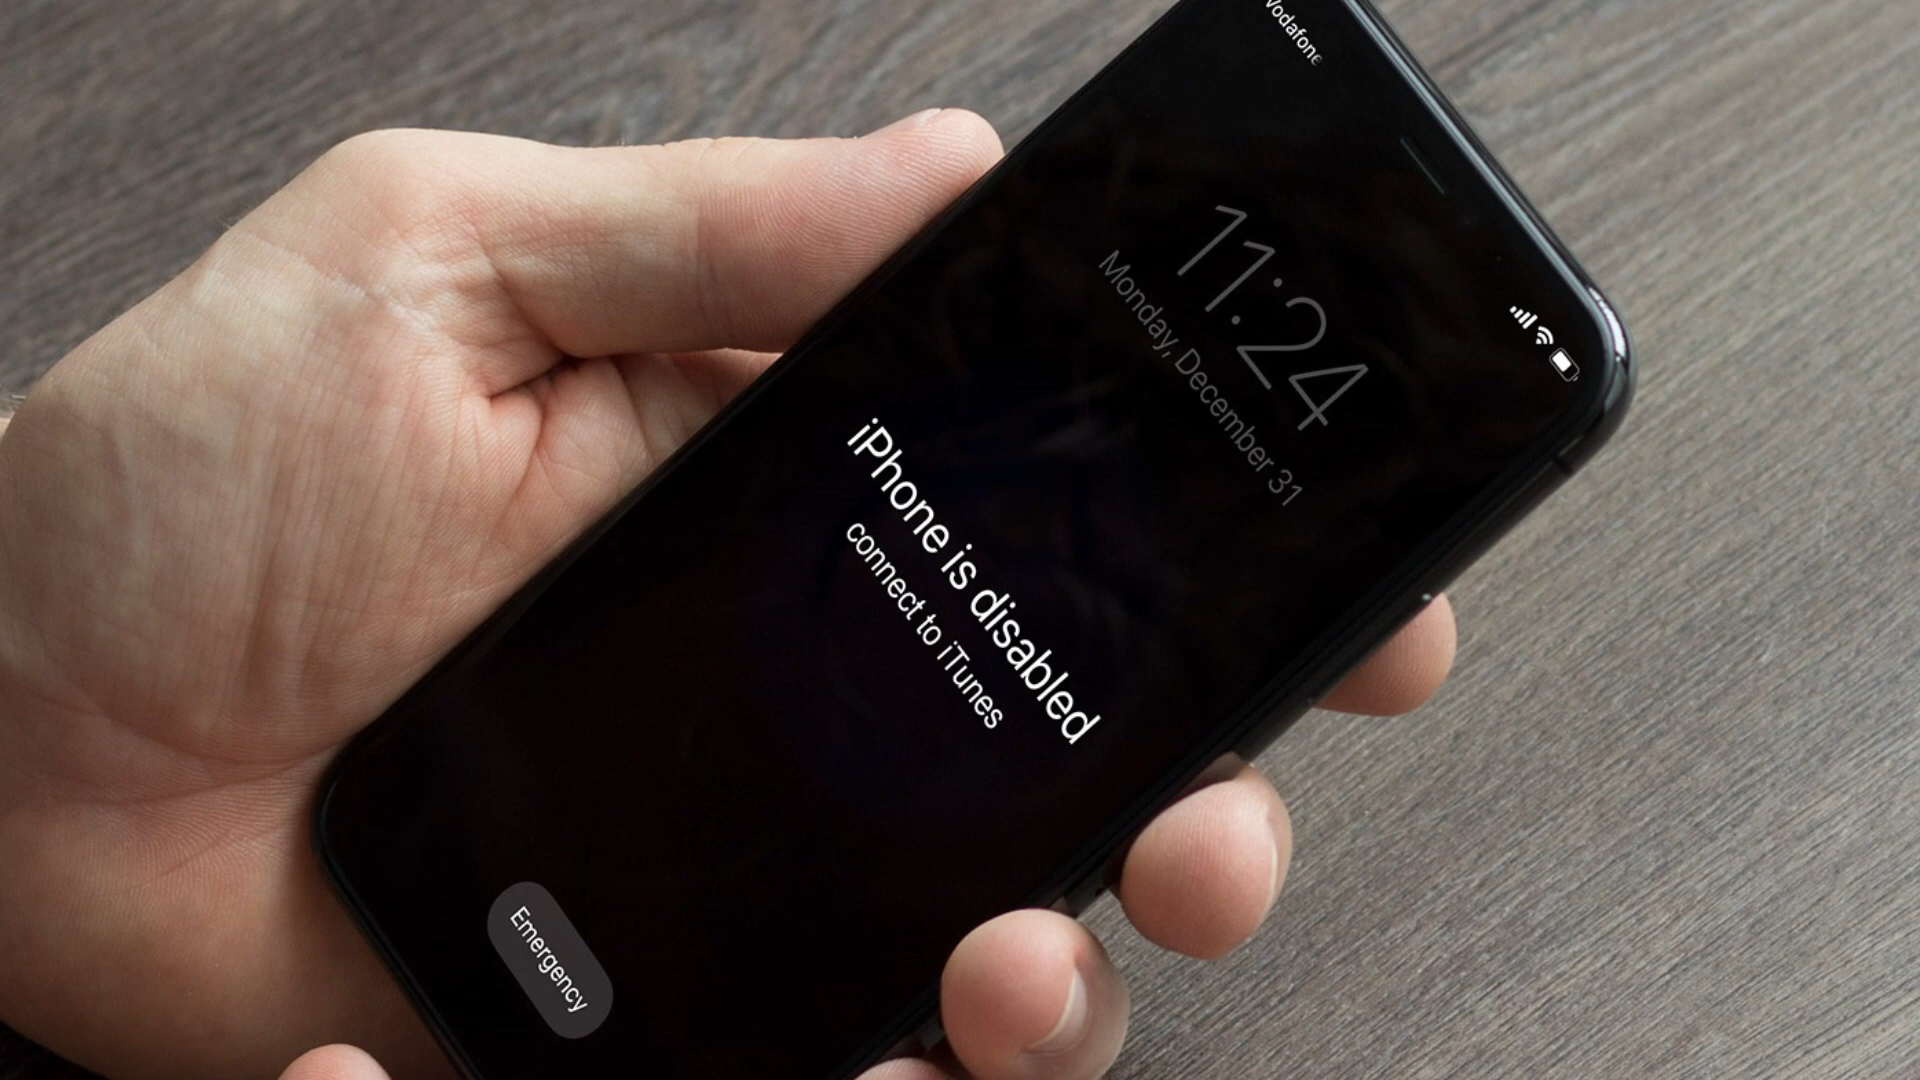 Vodafone
11:24
Monday, December 31
iPhone is disabled
connect to iTunes
Emergency